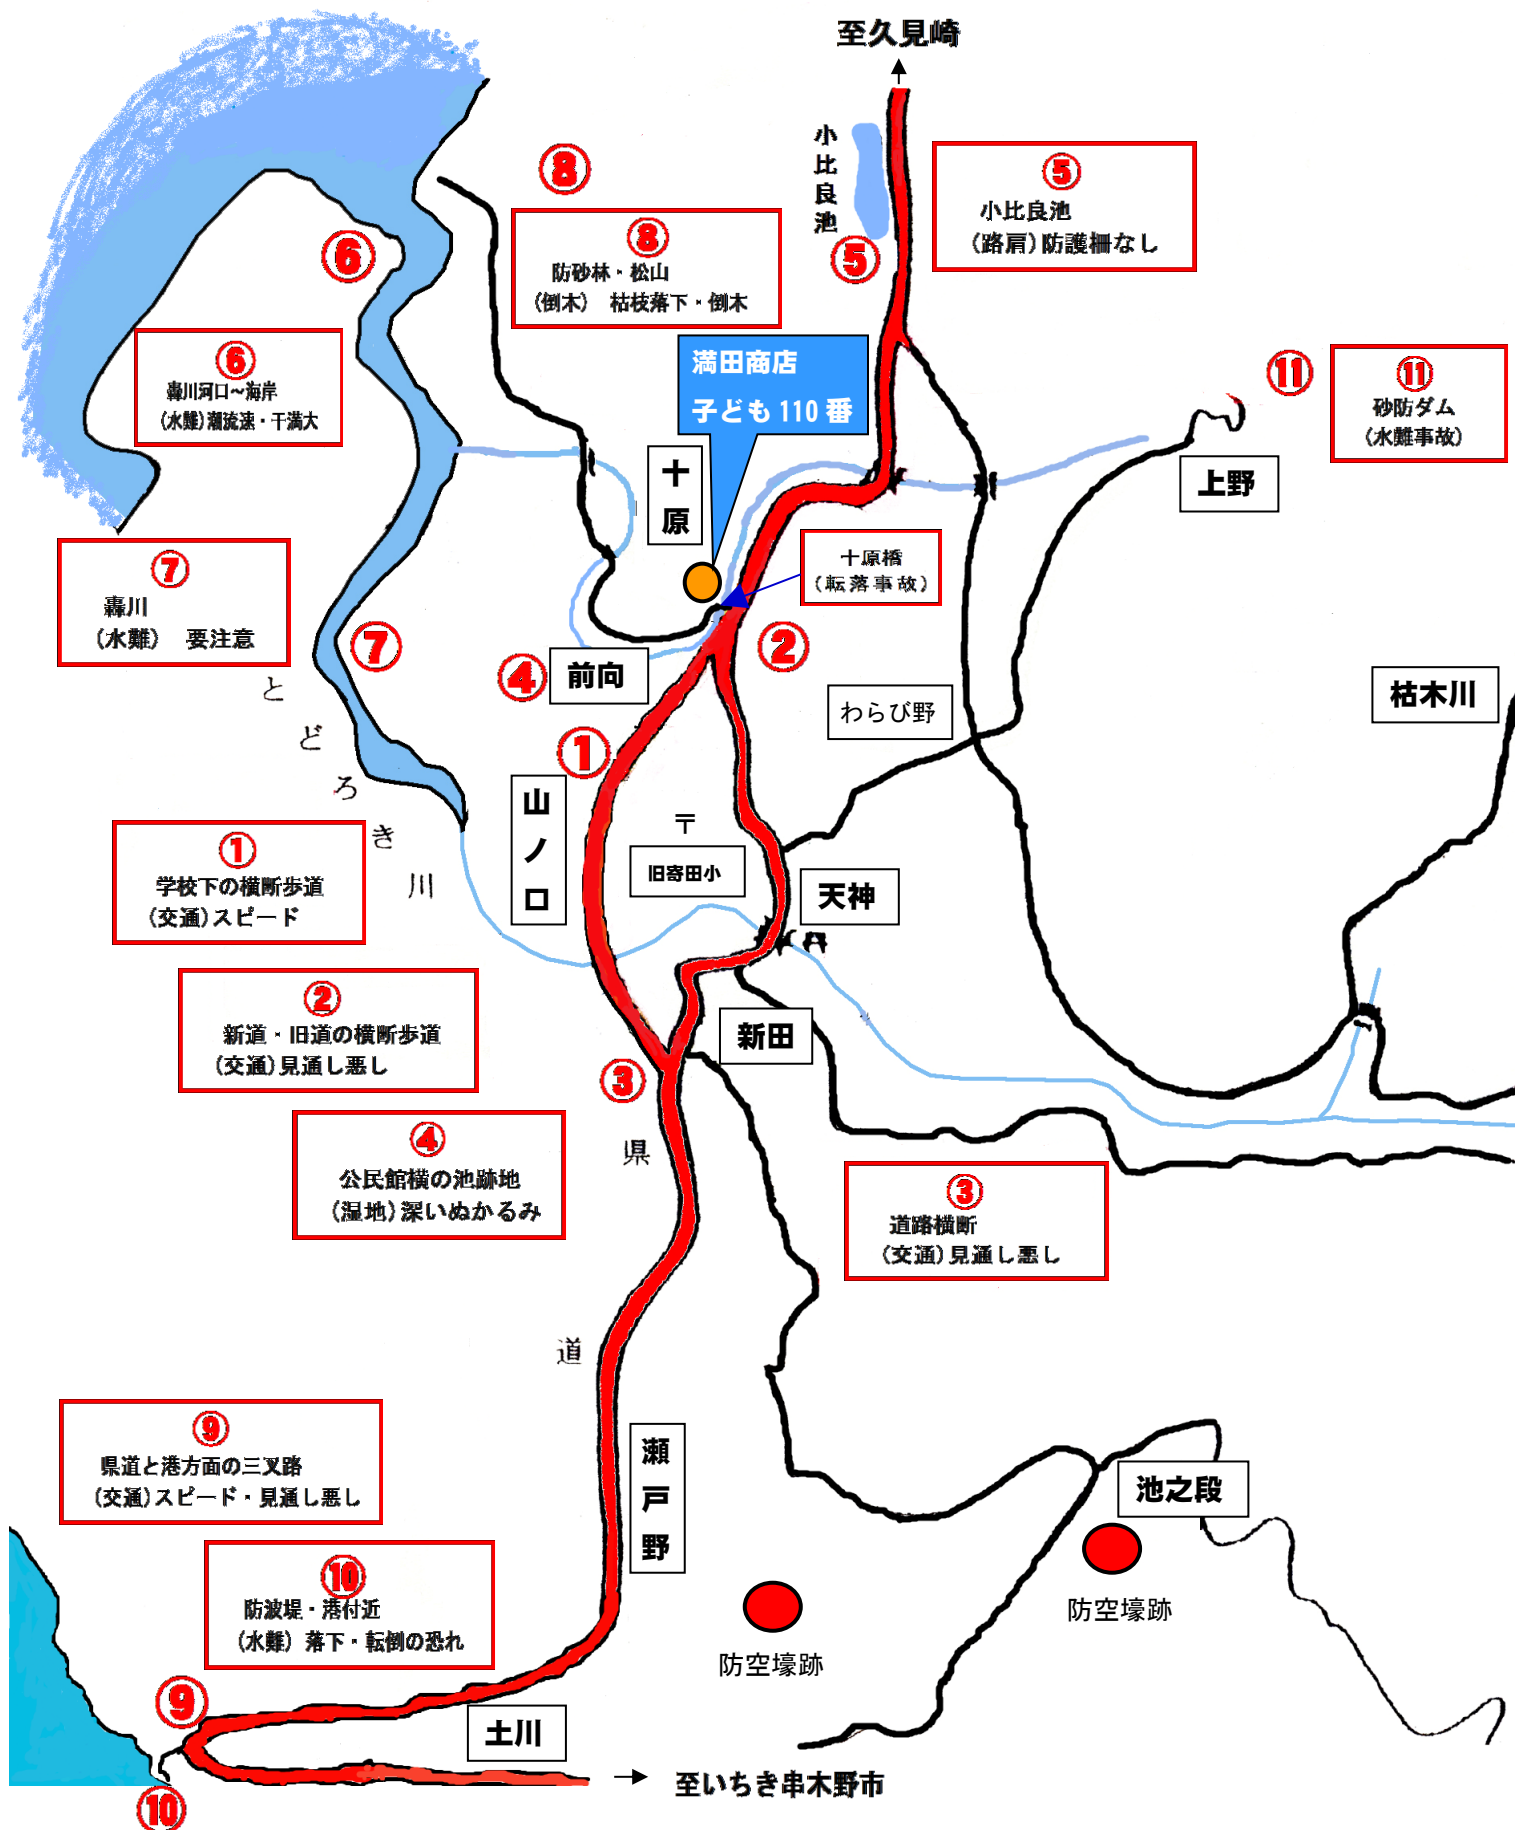 至久見崎
小比良池
⑤
小比良池
(路肩)防護柵なし
⑤
⑧
⑧
防砂林・松山
(倒木) 枯枝落下・倒木
⑥
⑥
轟川河口~海岸
(水難)潮流速・干満大
満田商店
子ども110番
⑪
⑪
砂防ダム
(水難事故)
上野
十原
十原橋
(転落事故)
⑦
轟川
(水難) 要注意
⑦
とどろき川
②
④
前向
わらび野
枯木川
①
山ノ口
〒
旧寄田小
天神
①
学校下の横断歩道
(交通)スピード
②
新道・旧道の横断歩道
(交通)見通し悪し
新田
③
④
公民館横の池跡地
(湿地)深いぬかるみ
県道
③
道路横断
(交通)見通し悪し
⑨
県道と港方面の三叉路
(交通)スピード・見通し悪し
瀬戸野
池之段
⑩
防波堤・港付近
(水難) 落下・転倒の恐れ
防空壕跡
防空壕跡
⑨
土川
⑩
至いちき串木野市